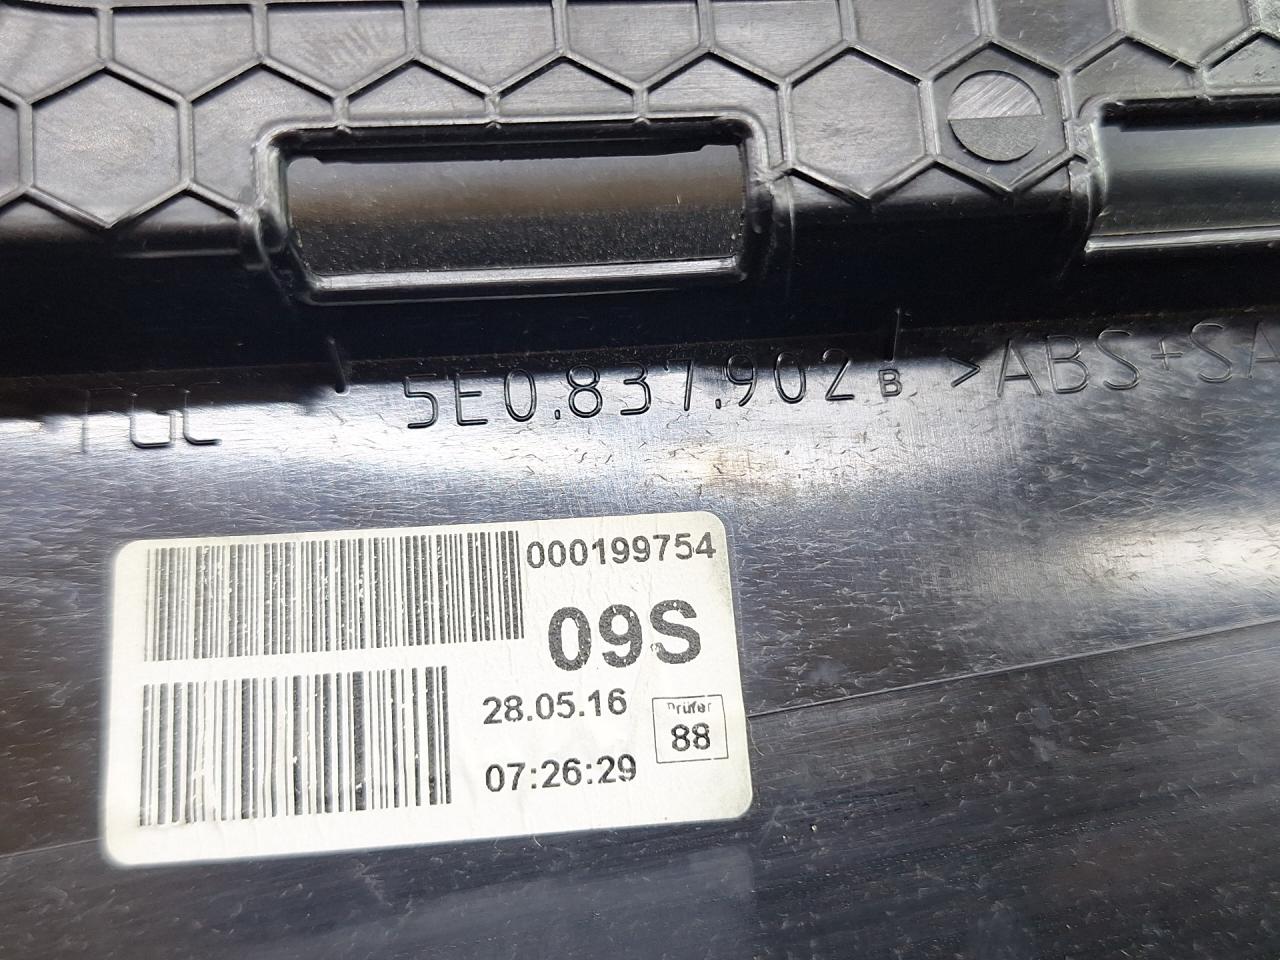 5E0.837.902 B >ABS+SA
000199754
09S
28.05.16
Prüfer
88
07:26:29